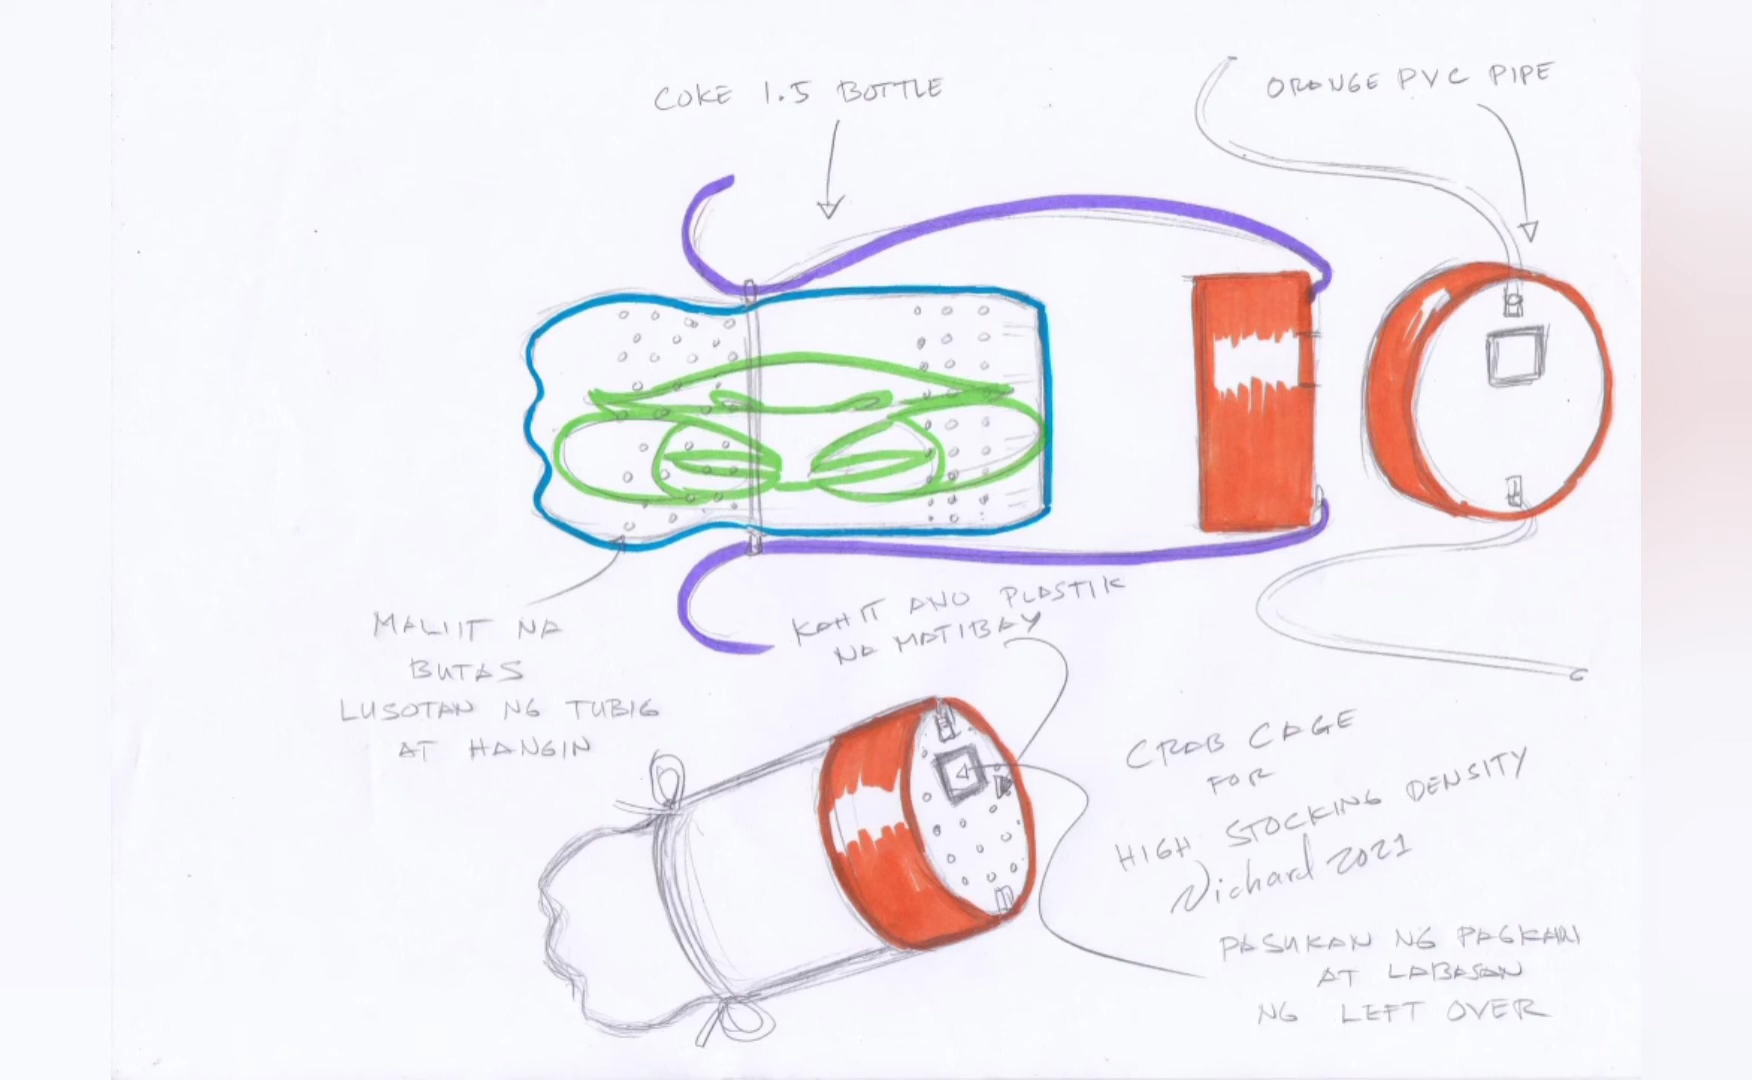 COKE 1.5 BOTTLE
ORANGE PVC PIPE
KAHIT ANO PLASTIK
NA MATIBAY
MALIIT NA
BUTAS
LUSOTAN NG TUBIG
AT HANGIN
CRAB CAGE
FOR
HIGH STOCKING DENSITY
Nichard 2021
PASUKAN NG PAGKAIN
AT LABASAN
NG LEFT OVER